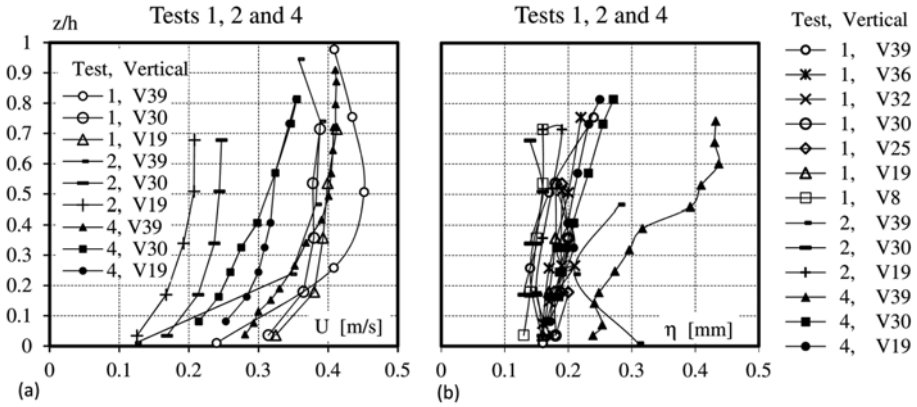 Tests 1, 2 and 4
z/h
1
0.9
0.8
0.7
0.6
0.5
0.4
0.3
0.2
0.1
0
Test, Vertical
1, V39
1, V30
1, V19
2, V39
2, V30
2, V19
4, V39
4, V30
4, V19
U [m/s]
0 0.1 0.2 0.3 0.4 0.5
(a)
Tests 1, 2 and 4
η [mm]
0 0.1 0.2 0.3 0.4 0.5
(b)
Test, Vertical
1, V39
1, V36
1, V32
1, V30
1, V25
1, V19
1, V8
2, V39
2, V30
2, V19
4, V39
4, V30
4, V19